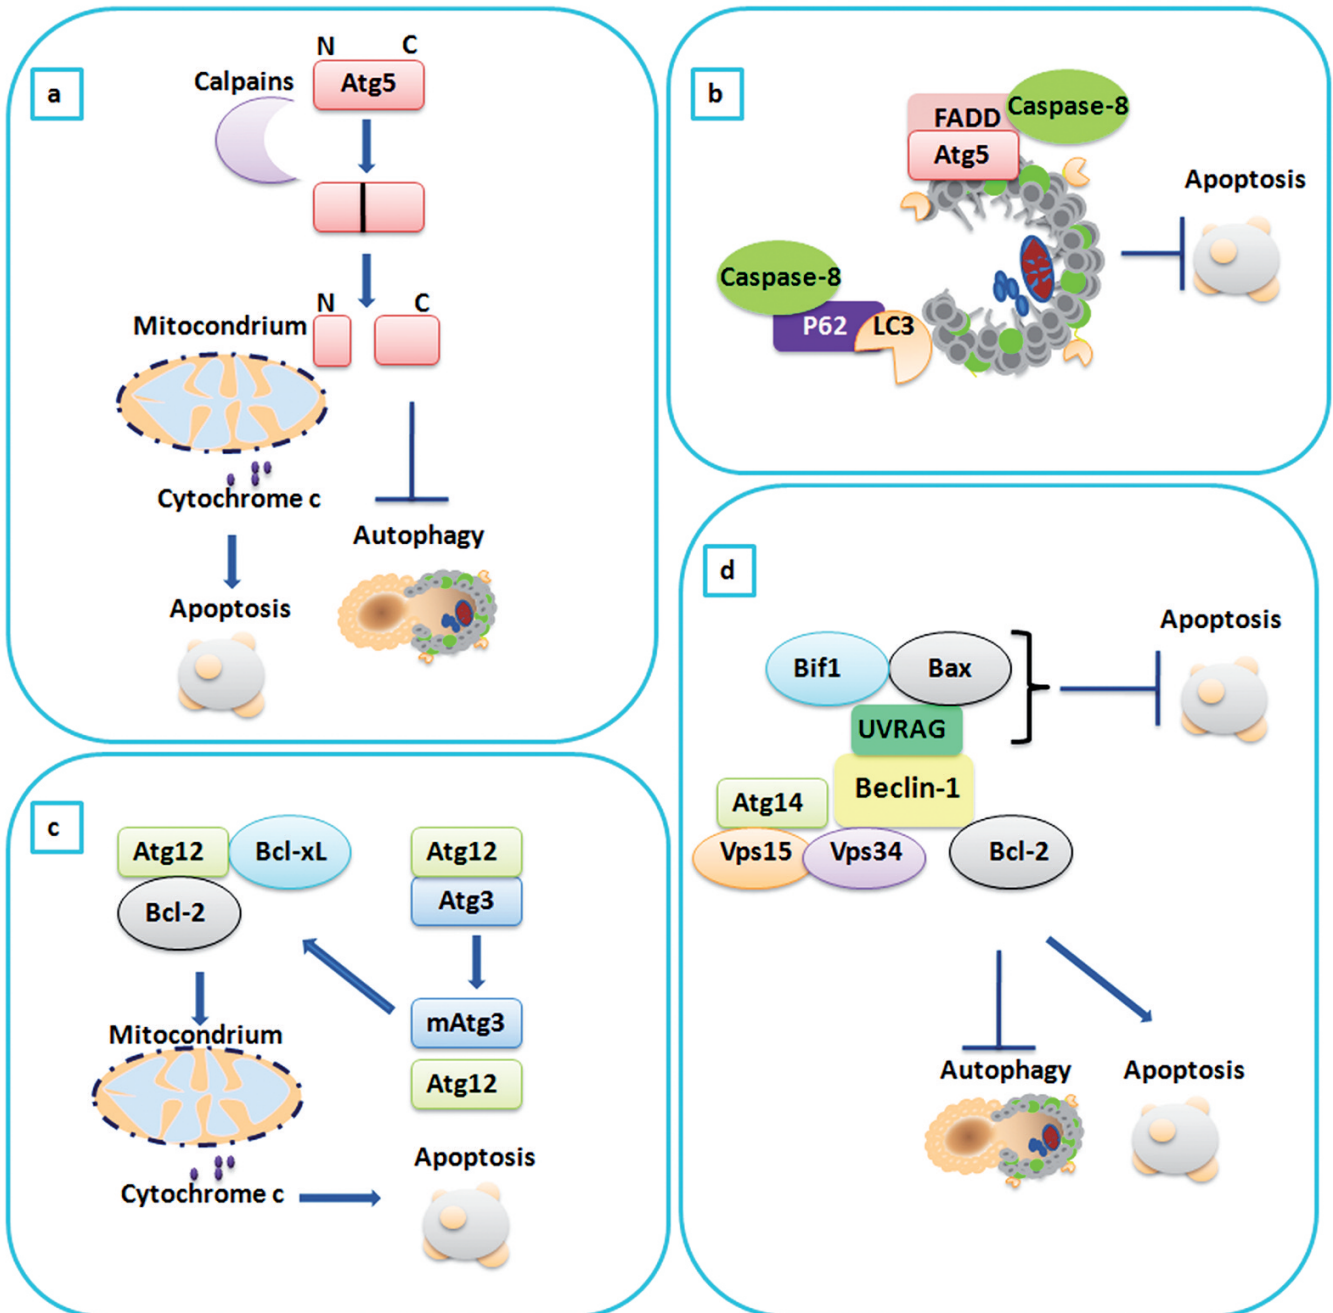 a
N C
Calpains
Atg5
N C
Mitocondrium
Cytochrome c
Autophagy
Apoptosis
b
FADD
Caspase-8
Atg5
Apoptosis
Caspase-8
P62
LC3
c
Atg12
Bcl-xL
Bcl-2
Atg12
Atg3
mAtg3
Atg12
Mitocondrium
Cytochrome c
Apoptosis
d
Apoptosis
Bif1
Bax
UVRAG
Beclin-1
Atg14
Vps15
Vps34
Bcl-2
Autophagy
Apoptosis